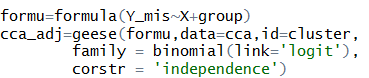 formu=formula(Y_mis~X+group)
cca_adj=geese(formu,data=cca,id=cluster,
family = binomial(link='logit'),
corstr = 'independence')